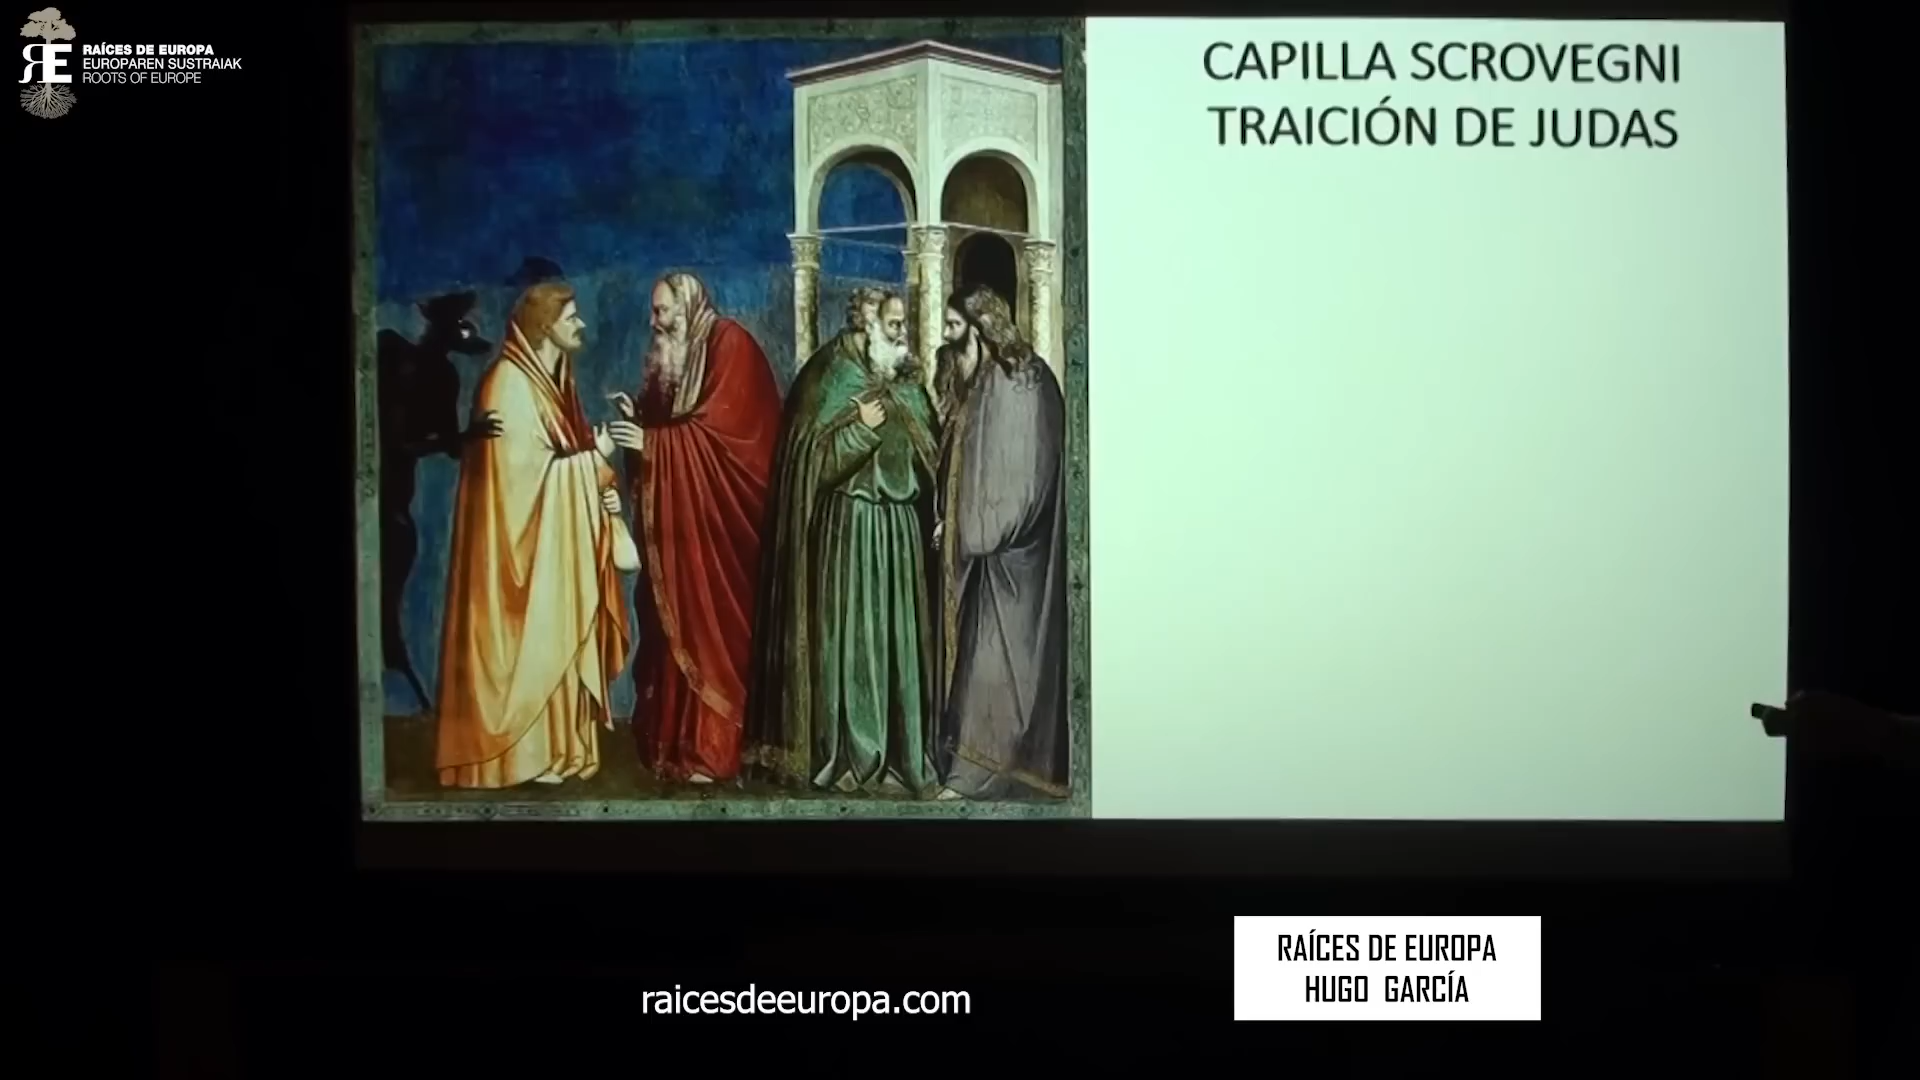 RAÍCES DE EUROPA
EUROPAREN SUSTRAIAK
ROOTS OF EUROPE
CAPILLA SCROVEGNI
TRAICIÓN DE JUDAS
RAÍCES DE EUROPA
HUGO GARCÍA
raicesdeeuropa.com